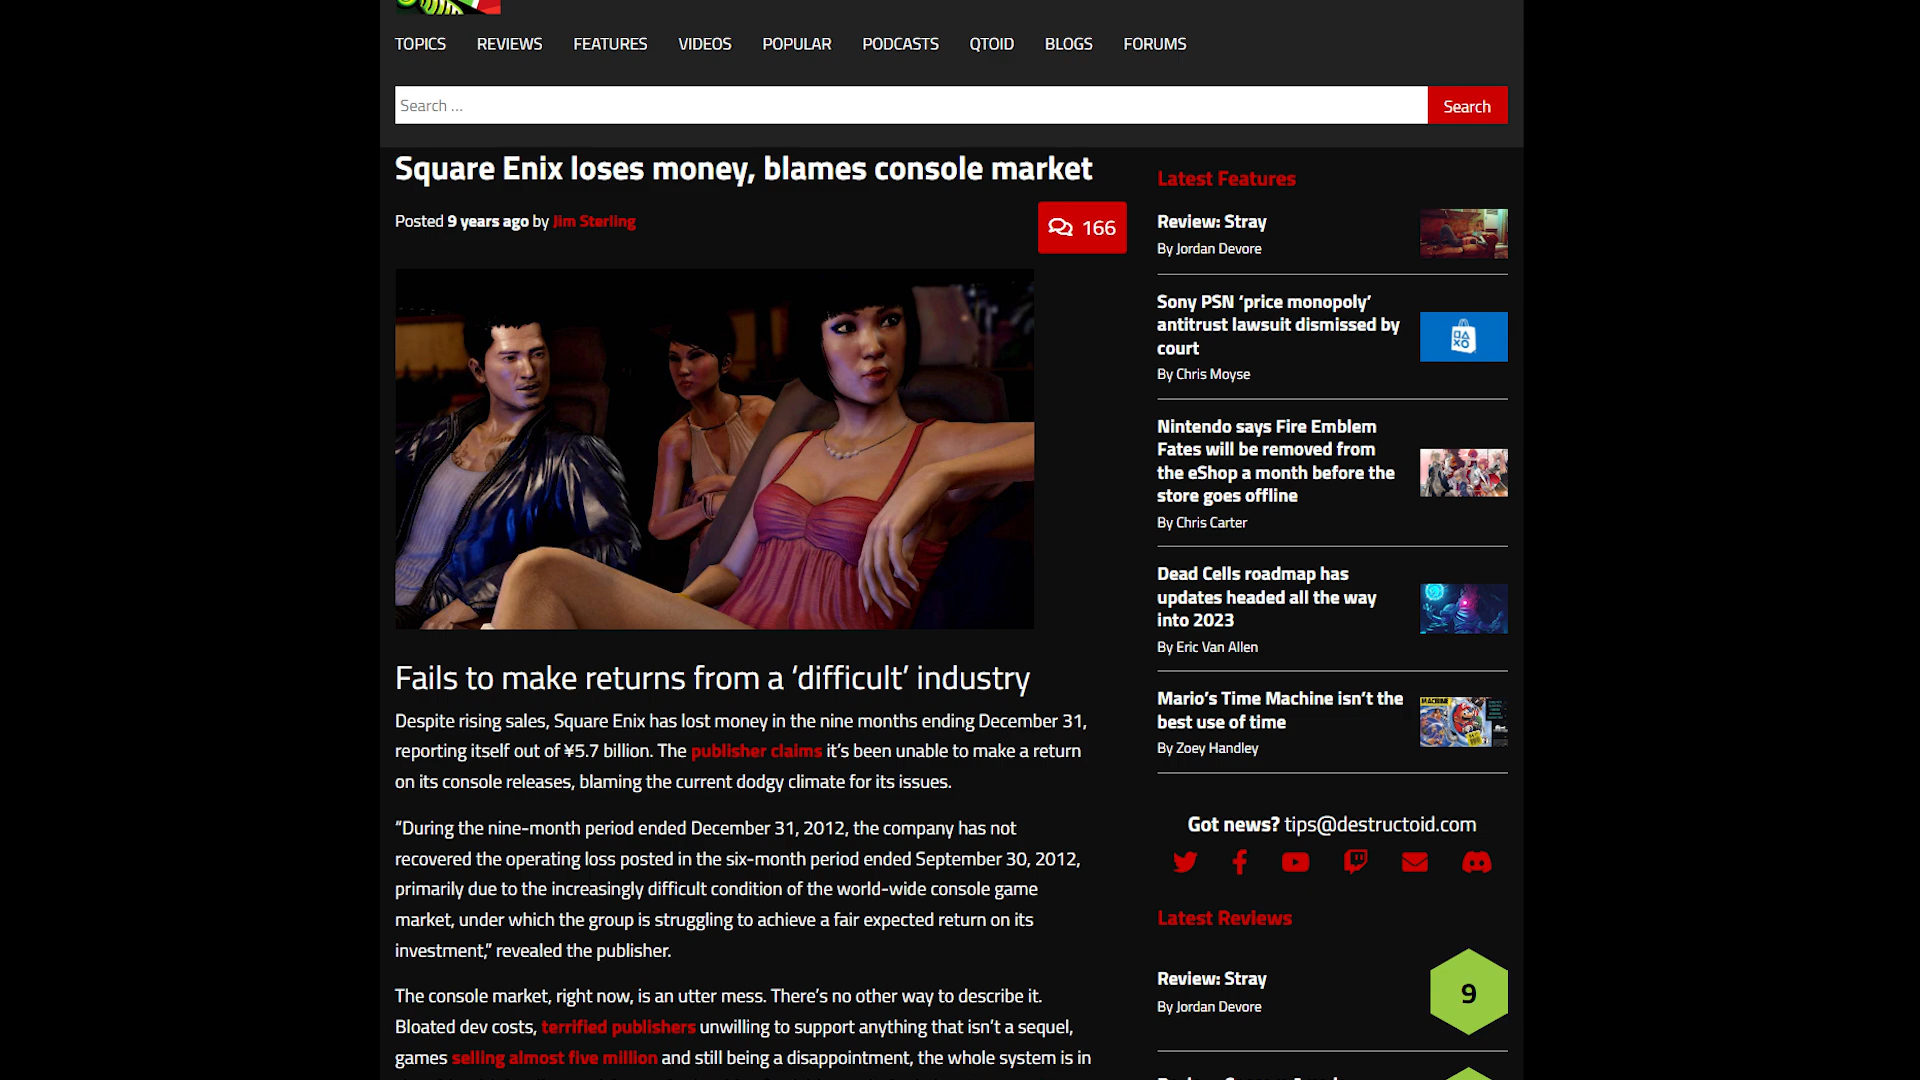 TOPICS REVIEWS FEATURES VIDEOS POPULAR PODCASTS QTOID BLOGS FORUMS
Search ...
Search
Square Enix loses money, blames console market
Posted 9 years ago by Jim Sterling
166
Fails to make returns from a ‘difficult’ industry
Despite rising sales, Square Enix has lost money in the nine months ending December 31,
reporting itself out of ¥5.7 billion. The publisher claims it’s been unable to make a return
on its console releases, blaming the current dodgy climate for its issues.
“During the nine-month period ended December 31, 2012, the company has not
recovered the operating loss posted in the six-month period ended September 30, 2012,
primarily due to the increasingly difficult condition of the world-wide console game
market, under which the group is struggling to achieve a fair expected return on its
investment,” revealed the publisher.
The console market, right now, is an utter mess. There’s no other way to describe it.
Bloated dev costs, terrified publishers unwilling to support anything that isn’t a sequel,
games selling almost five million and still being a disappointment, the whole system is in
Latest Features
Review: Stray
By Jordan Devore
Sony PSN ‘price monopoly’
antitrust lawsuit dismissed by
court
By Chris Moyse
Nintendo says Fire Emblem
Fates will be removed from
the eShop a month before the
store goes offline
By Chris Carter
Dead Cells roadmap has
updates headed all the way
into 2023
By Eric Van Allen
Mario’s Time Machine isn’t the
best use of time
By Zoey Handley
Got news? tips@destructoid.com
Latest Reviews
Review: Stray
By Jordan Devore
9